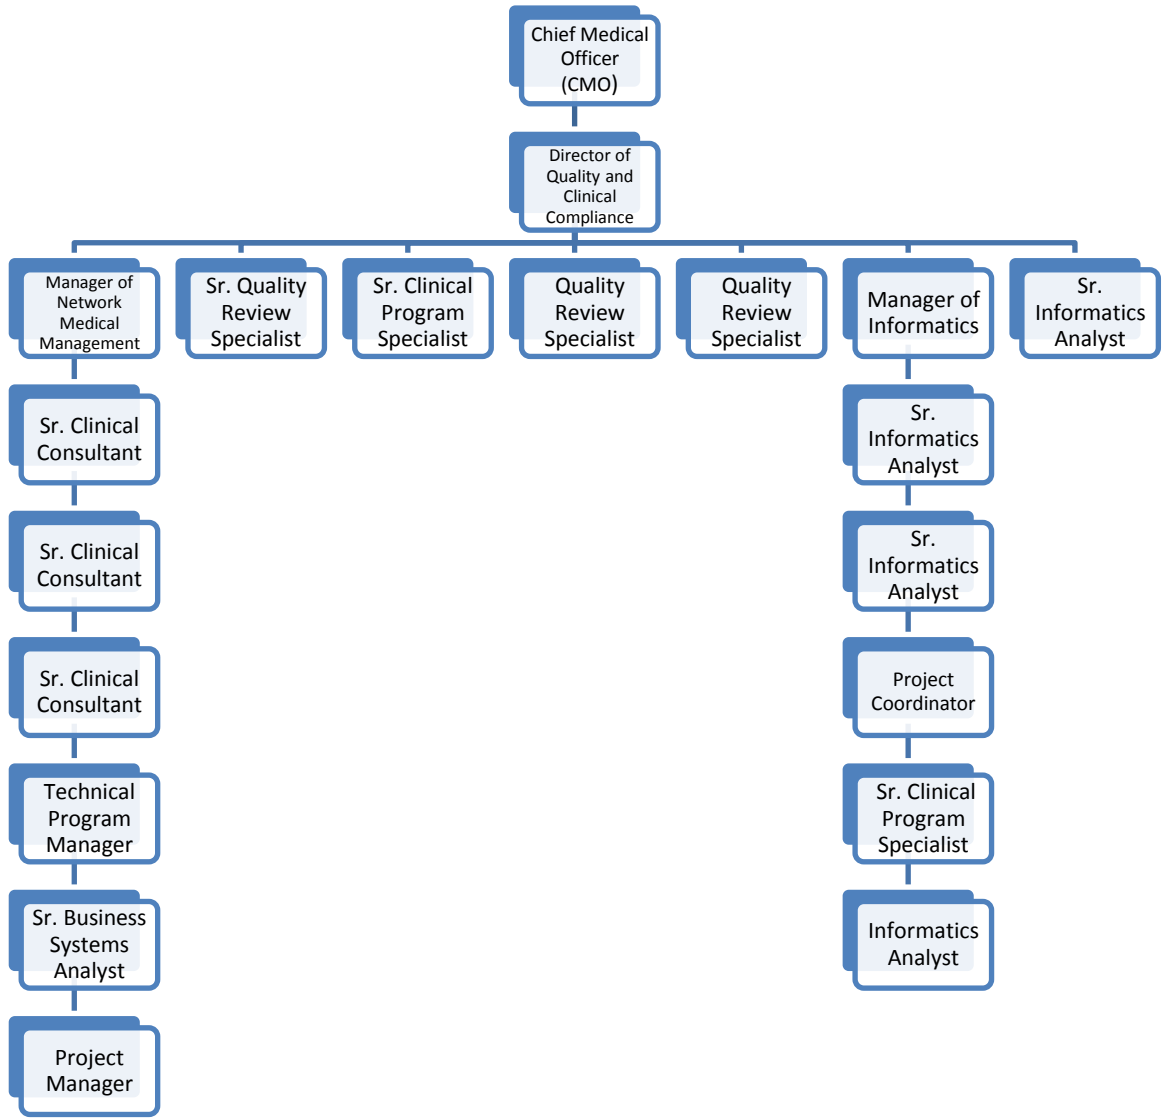 Chief Medical
Officer
(CMO)
Director of
Quality and
Clinical
Compliance
Manager of
Network
Medical
Management
Sr. Quality
Review
Specialist
Sr. Clinical
Program
Specialist
Quality
Review
Specialist
Quality
Review
Specialist
Manager of
Informatics
Sr.
Informatics
Analyst
Sr. Clinical
Consultant
Sr. Clinical
Consultant
Sr. Clinical
Consultant
Technical
Program
Manager
Sr. Business
Systems
Analyst
Project
Manager
Sr.
Informatics
Analyst
Sr.
Informatics
Analyst
Project
Coordinator
Sr. Clinical
Program
Specialist
Informatics
Analyst